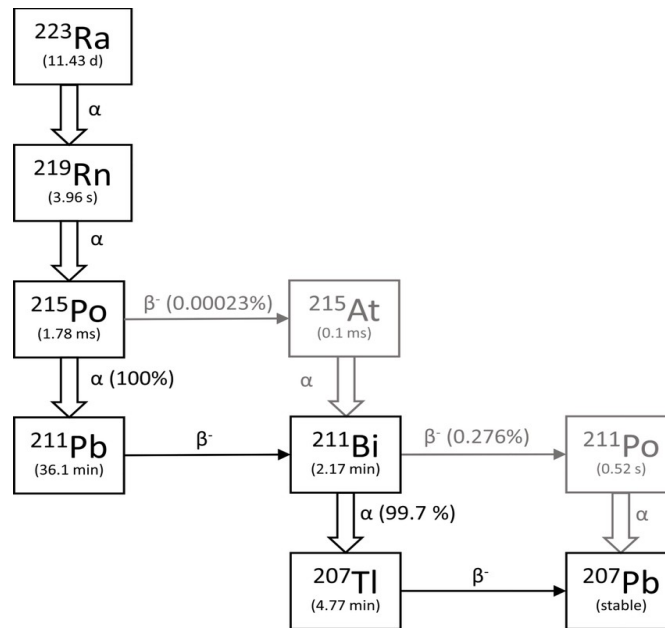 ²²³Ra
(11.43 d)
α
²¹⁹Rn
(3.96 s)
α
²¹⁵Po
(1.78 ms)
β⁻ (0.00023%)
²¹⁵At
(0.1 ms)
α (100%)
α
²¹¹Pb
(36.1 min)
β⁻
²¹¹Bi
(2.17 min)
β⁻ (0.276%)
²¹¹Po
(0.52 s)
α (99.7 %)
α
²⁰⁷Tl
(4.77 min)
β⁻
²⁰⁷Pb
(stable)